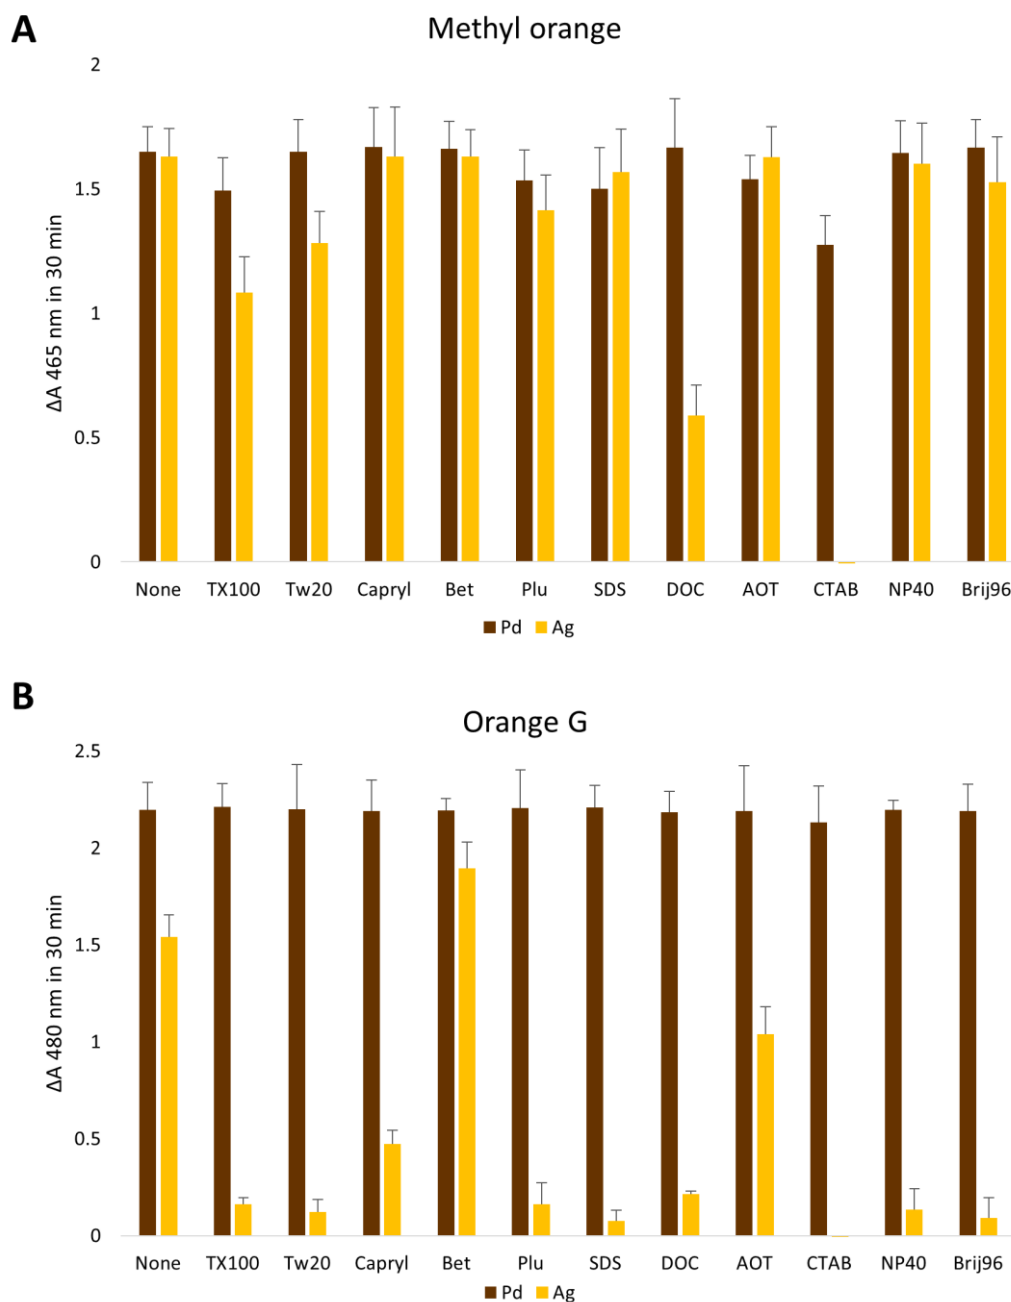 A
Methyl orange
2
1.5
1
0.5
0
ΔA 465 nm in 30 min
None TX100 Tw20 Capryl Bet Plu SDS DOC AOT CTAB NP40 Brij96
Pd Ag
B
Orange G
2.5
2
1.5
1
0.5
0
ΔA 480 nm in 30 min
None TX100 Tw20 Capryl Bet Plu SDS DOC AOT CTAB NP40 Brij96
Pd Ag